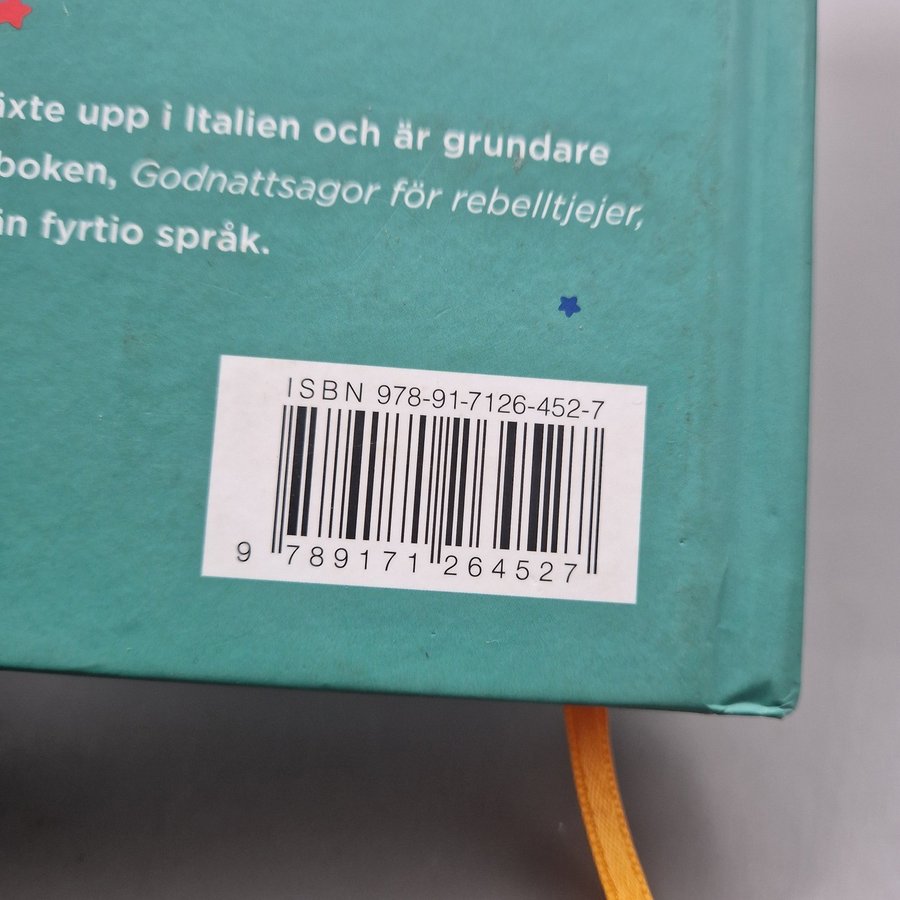 äxte upp i Italien och är grundare
boken, Godnattsagor för rebelltjejer,
än fyrtio språk.
ISBN 978-91-7126-452-7
9 789171 264527